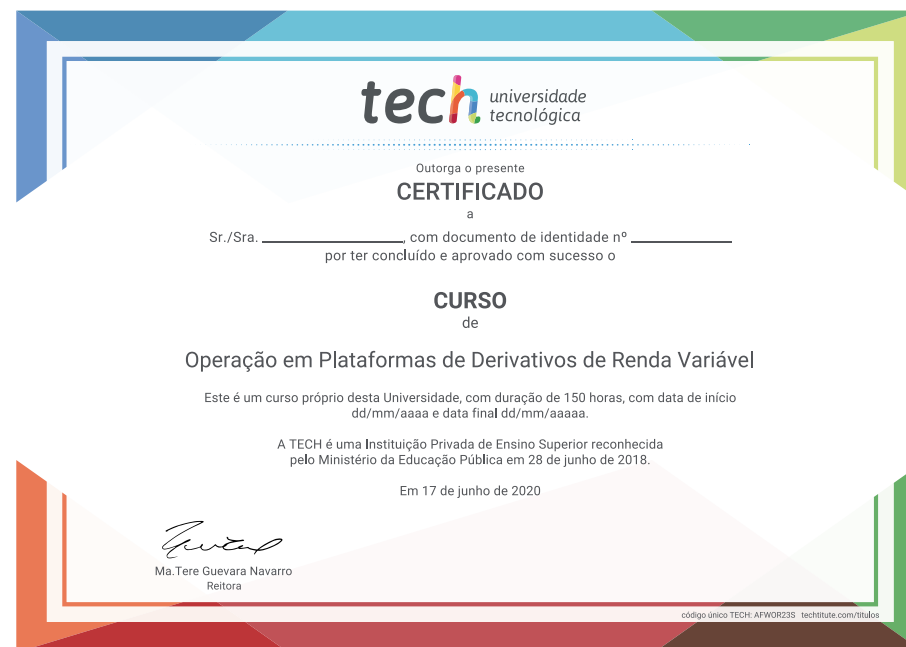 tech universidade
tecnológica
Outorga o presente
CERTIFICADO
a
Sr./Sra. ____________, com documento de identidade nº ____________
por ter concluído e aprovado com sucesso o
CURSO
de
Operação em Plataformas de Derivativos de Renda Variável
Este é um curso próprio desta Universidade, com duração de 150 horas, com data de início
dd/mm/aaaa e data final dd/mm/aaaaa.
A TECH é uma Instituição Privada de Ensino Superior reconhecida
pelo Ministério da Educação Pública em 28 de junho de 2018.
Em 17 de junho de 2020
Ma.Tere Guevara Navarro
Reitora
código único TECH: AFWOR23S techtitute.com/titulos